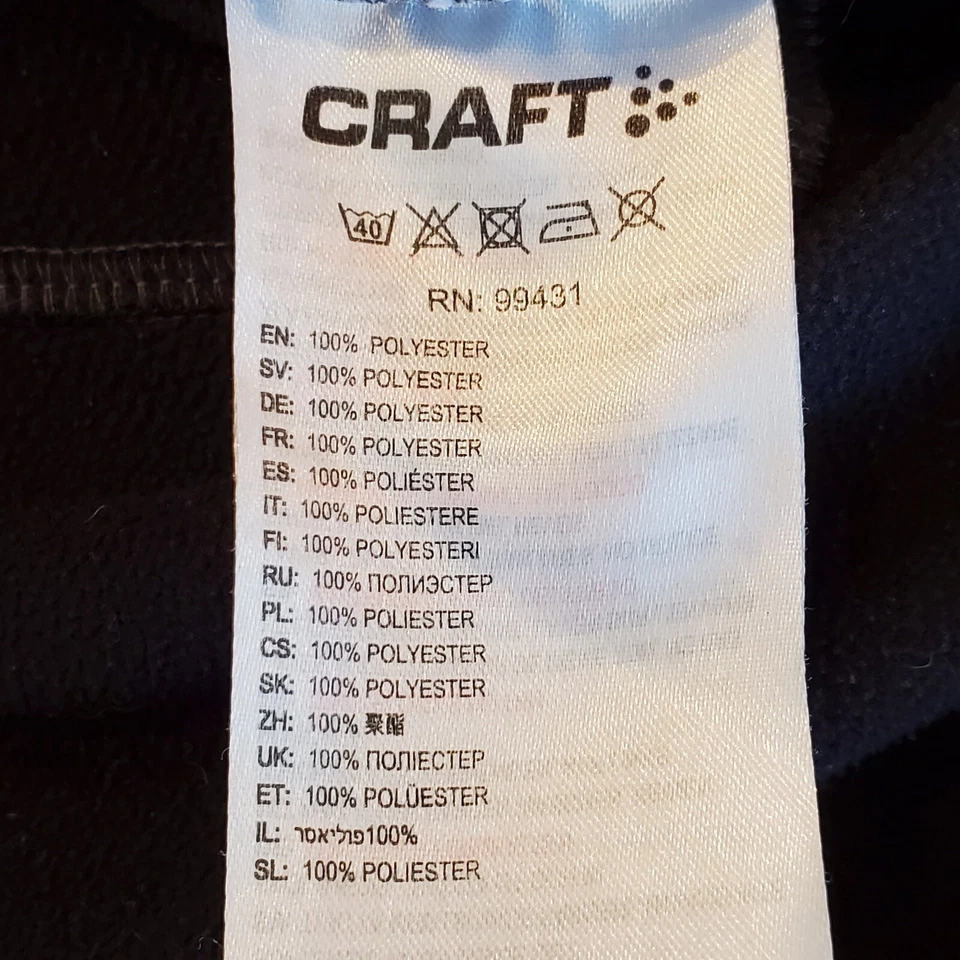 CRAFT
40
RN: 99431
EN: 100% POLYESTER
SV: 100% POLYESTER
DE: 100% POLYESTER
FR: 100% POLYESTER
ES: 100% POLIÉSTER
IT: 100% POLIESTERE
FI: 100% POLYESTERI
RU: 100% ПОЛИЭСТЕР
PL: 100% POLIESTER
CS: 100% POLYESTER
SK: 100% POLYESTER
ZH: 100% 聚酯
UK: 100% ПОЛІЕСТЕР
ET: 100% POLÜESTER
IL: 100%פוליאסר
SL: 100% POLIESTER